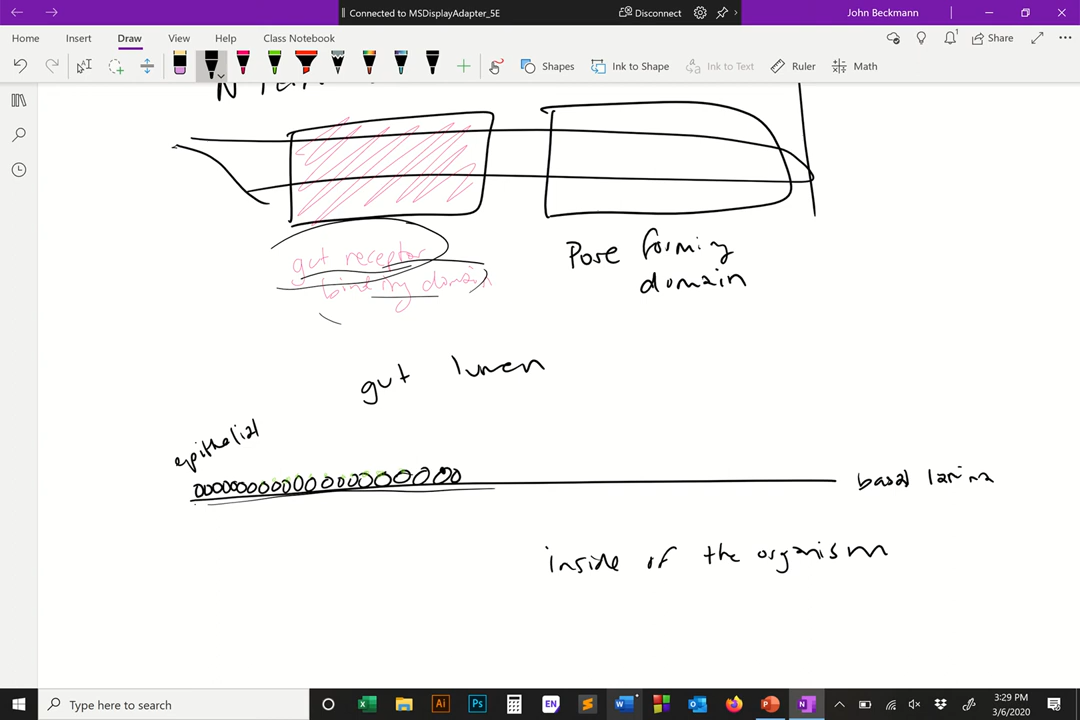 Connected to MSDisplayAdapter_5E
Disconnect
John Beckmann
Home Insert Draw View Help Class Notebook
Share
Shapes Ink to Shape Ink to Text Ruler Math
gut receptor
binding domain
Pore forming
domain
gut lumen
epithelial
basal lamina
inside of the organism
Type here to search
3:29 PM
3/6/2020